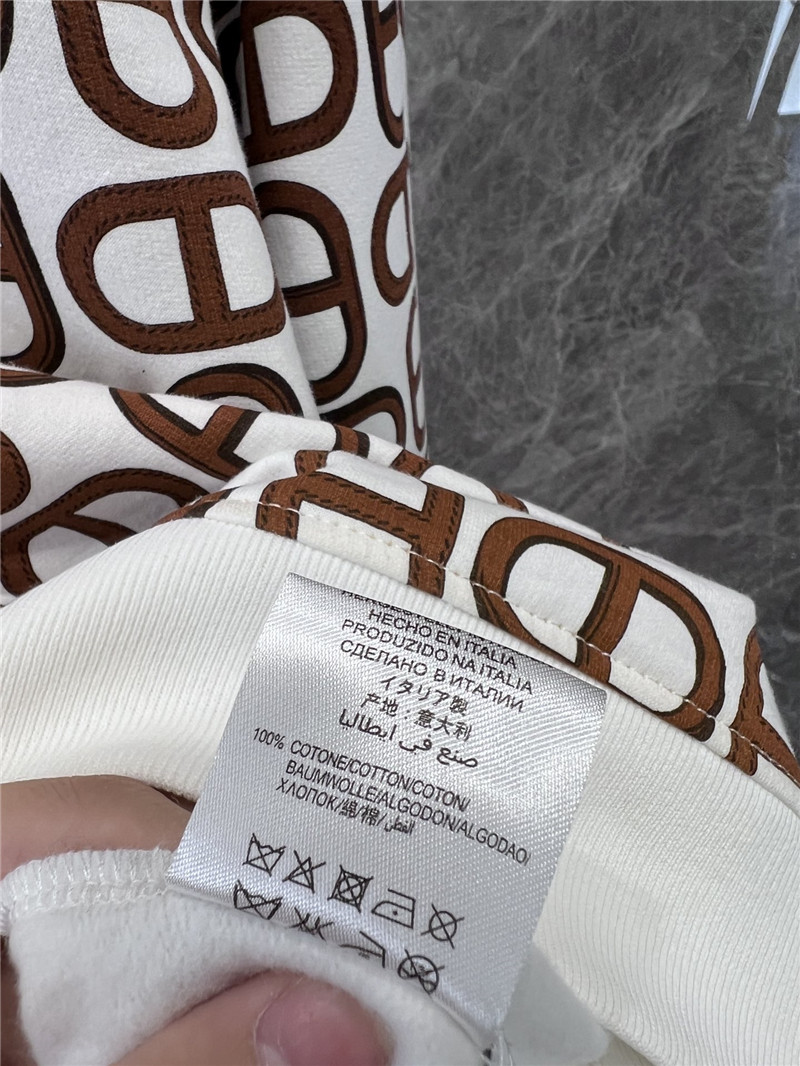 HECHO EN ITALIA
PRODUZIDO NA ITALIA
СДЕЛАНО В ИТАЛИИ
イタリア製
产地：意大利
صنع في ايطاليا
100% COTONE/COTTON/COTON/
BAUMWOLLE/ALGODON/ALGODAO/
ХЛОПОК/綿/棉/القطن